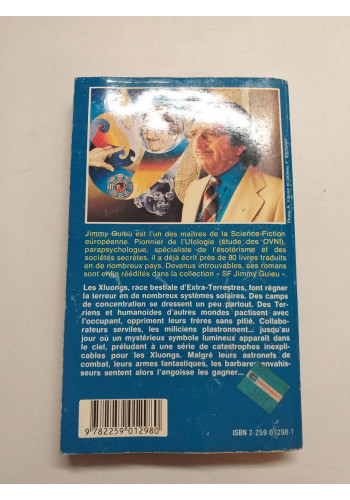 Jimmy Guieu est l'un des maîtres de la Science-Fiction
européenne. Pionnier de l'Ufologie (étude des OVNI),
parapsychologue, spécialiste de l'ésotérisme et des
sociétés secrètes, il a déjà écrit près de 80 livres traduits
en de nombreux pays. Devenus introuvables, ces romans
sont enfin réédités dans la collection « SF Jimmy Guieu ».
Les Xluongs, race bestiale d'Extra-Terrestres, font régner
la terreur en de nombreux systèmes solaires. Des camps
de concentration se dressent un peu partout. Des Ter-
riens et humanoïdes d'autres mondes pactisent avec
l'occupant, oppriment leurs frères sans pitié. Collabo-
rateurs serviles, les miliciens plastronnent... jusqu'au
jour où un mystérieux symbole lumineux apparaît dans
le ciel, préludant à une série de catastrophes inexpli-
cables pour les Xluongs. Malgré leurs astronefs de
combat, leurs armes fantastiques, les barbares envahis-
seurs sentent alors l'angoisse les gagner...
9 782259 012980
ISBN 2-259-01298-1